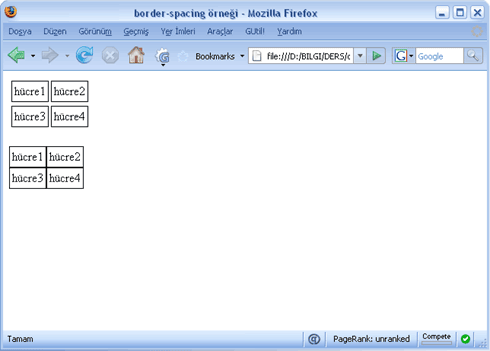 border-spacing örneği - Mozilla Firefox
Dosya Düzen Görünüm Geçmiş Yer İmleri Araçlar GUtil! Yardım
Bookmarks file:///D:/BILGI/DERS/c Google
hücre1 hücre2
hücre3 hücre4
hücre1 hücre2
hücre3 hücre4
Tamam PageRank: unranked Compete